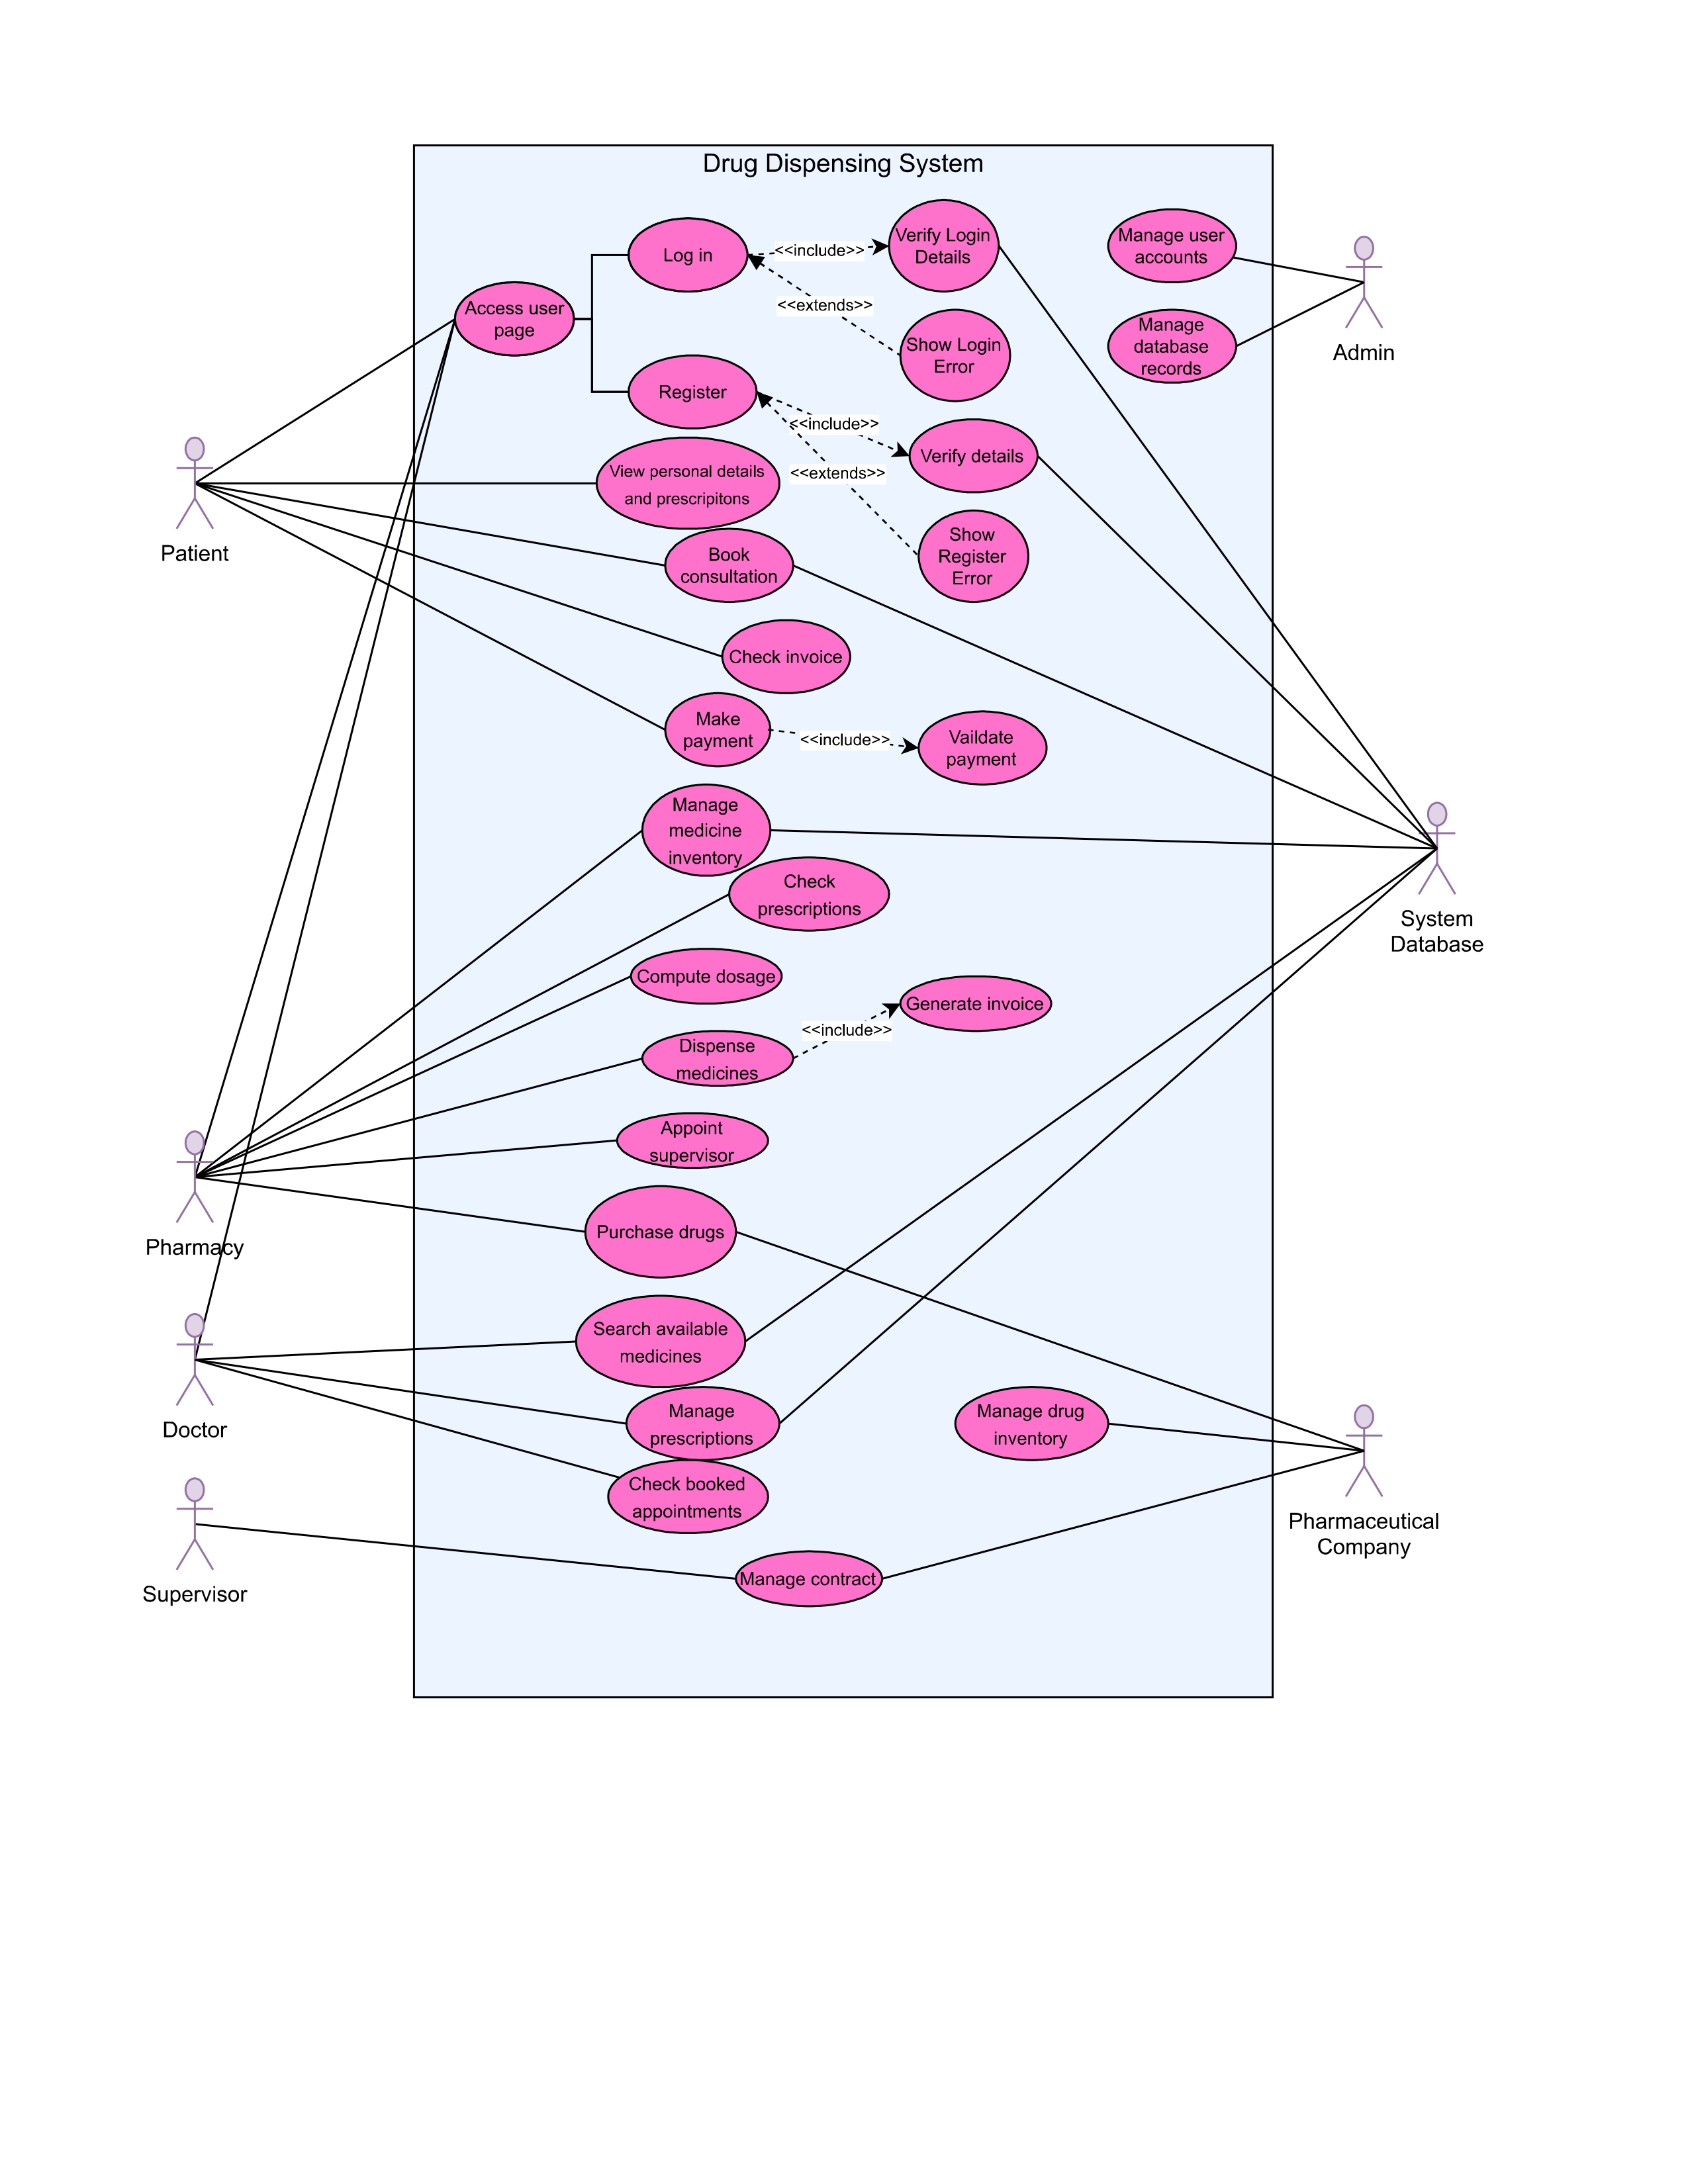 Drug Dispensing System
Log in
<<include>>
Verify Login
Details
Manage user
accounts
Access user
page
<<extends>>
Show Login
Error
Manage
database
records
Admin
Register
<<include>>
Verify details
<<extends>>
View personal details
and prescripitons
Patient
Show
Register
Error
Book
consultation
Check invoice
Make
payment
<<include>>
Vaildate
payment
Manage
medicine
inventory
Check
prescriptions
System
Database
Compute dosage
Generate invoice
<<include>>
Dispense
medicines
Appoint
supervisor
Purchase drugs
Pharmacy
Search available
medicines
Doctor
Manage
prescriptions
Manage drug
inventory
Check booked
appointments
Pharmaceutical
Company
Manage contract
Supervisor